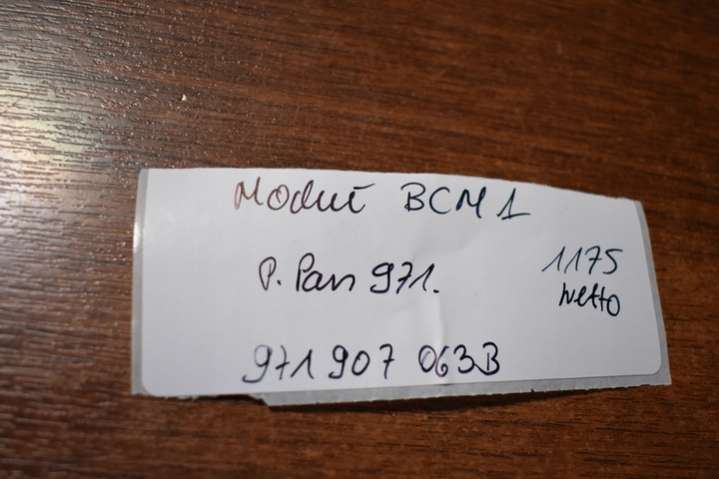 Moduł BCM 1
P. Pan 971.
1175
netto
971 907 063B